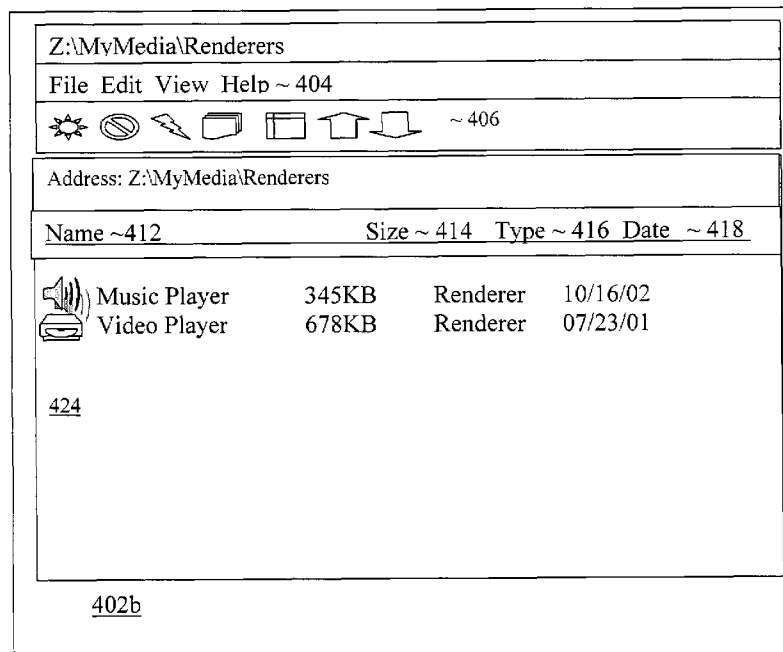 Z:\MyMedia\Renderers
File Edit View Help ~ 404
~ 406
Address: Z:\MyMedia\Renderers
Name ~412 Size ~ 414 Type ~ 416 Date ~ 418
Music Player 345KB Renderer 10/16/02
Video Player 678KB Renderer 07/23/01
424
402b